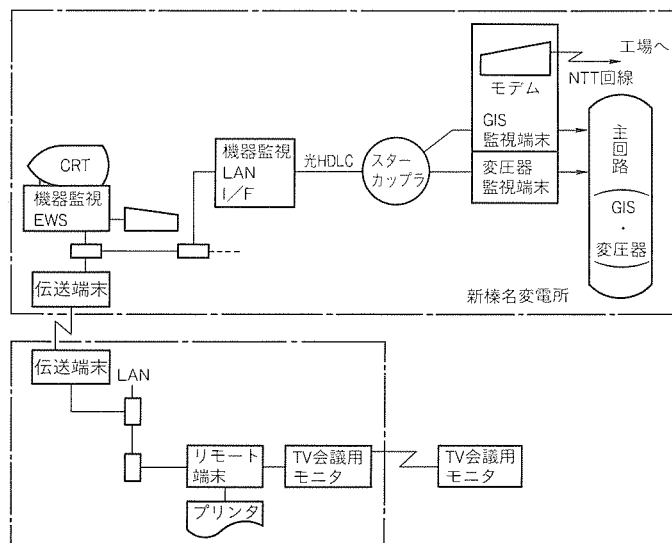 工場へ
NTT回線
モデム
GIS
監視端末
変圧器
監視端末
主回路
GIS
・
変圧器
スター
カップラ
光HDLC
機器監視
LAN
I/F
CRT
機器監視
EWS
伝送端末
新榛名変電所
伝送端末
LAN
リモート
端末
プリンタ
TV会議用
モニタ
TV会議用
モニタ